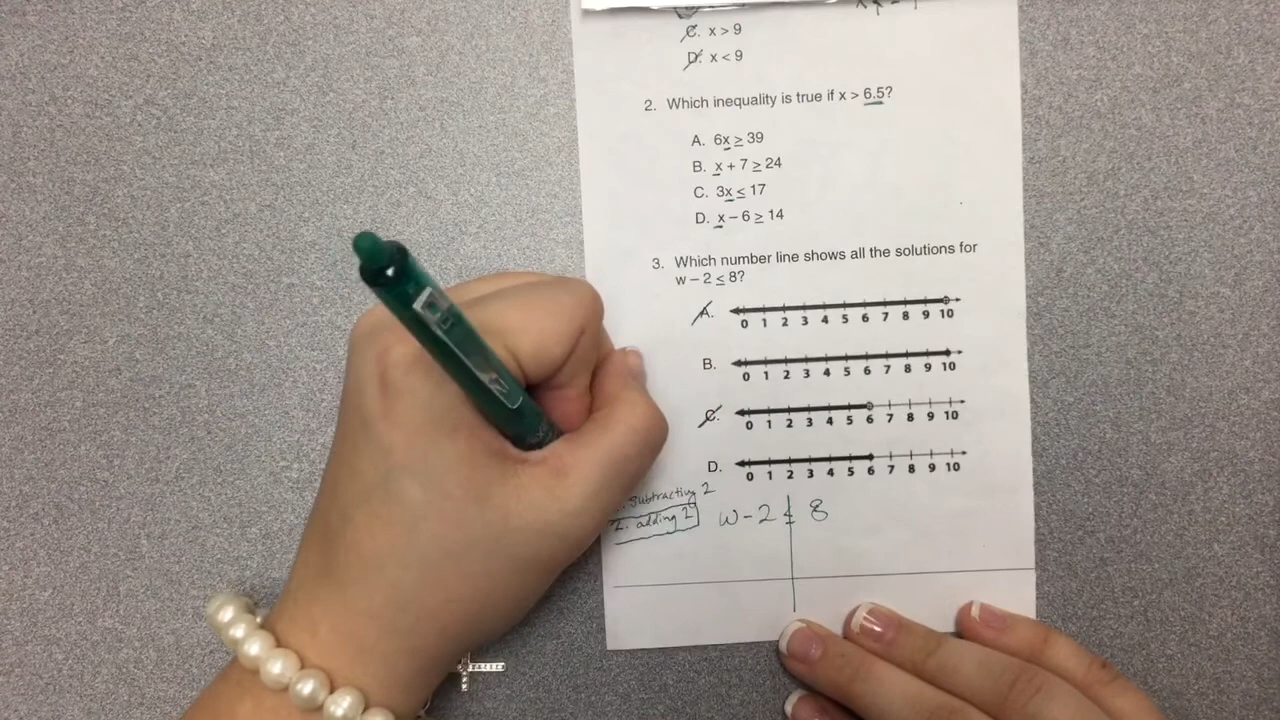 C. x > 9
D. x < 9
2. Which inequality is true if x > 6.5?
A. 6x ≥ 39
B. x + 7 ≥ 24
C. 3x ≤ 17
D. x – 6 ≥ 14
3. Which number line shows all the solutions for
w – 2 ≤ 8?
A.
0 1 2 3 4 5 6 7 8 9 10
B.
0 1 2 3 4 5 6 7 8 9 10
C.
0 1 2 3 4 5 6 7 8 9 10
D.
0 1 2 3 4 5 6 7 8 9 10
. Subtracting 2
2. adding 2
w - 2 ≤ 8